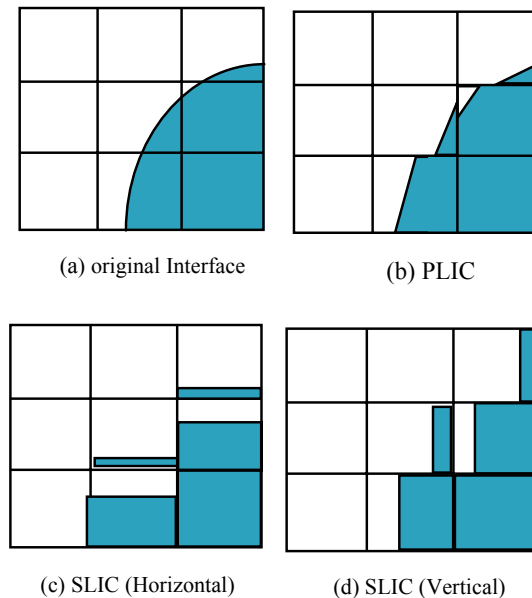 (a) original Interface
(b) PLIC
(c) SLIC (Horizontal)
(d) SLIC (Vertical)